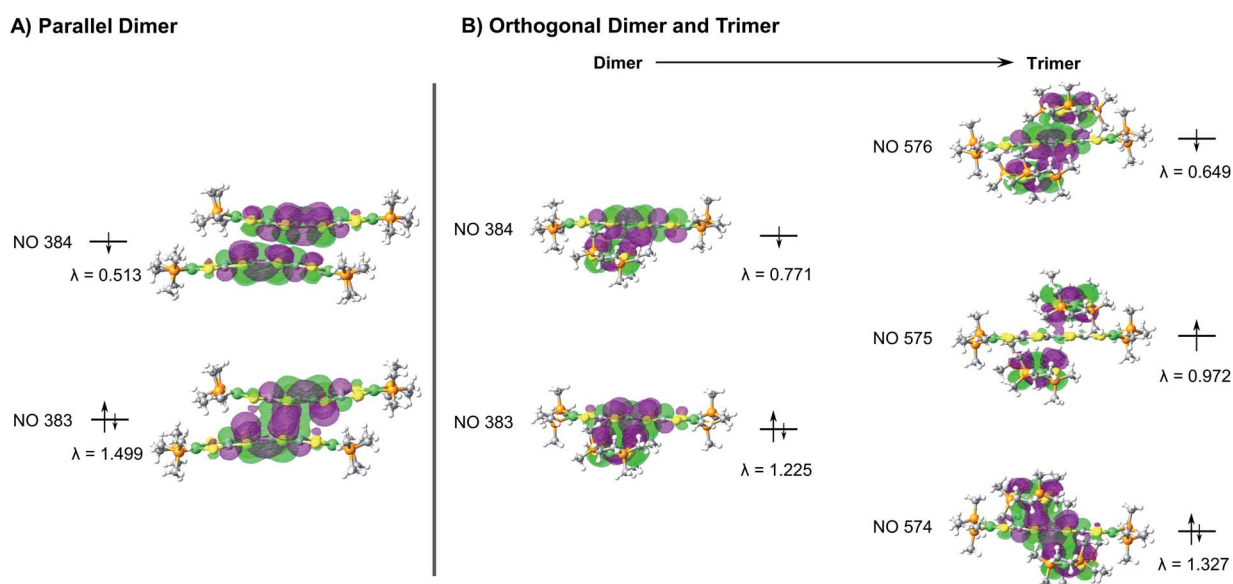 A) Parallel Dimer
NO 384
λ = 0.513
NO 383
λ = 1.499
B) Orthogonal Dimer and Trimer
Dimer
Trimer
NO 384
λ = 0.771
NO 383
λ = 1.225
NO 576
λ = 0.649
NO 575
λ = 0.972
NO 574
λ = 1.327